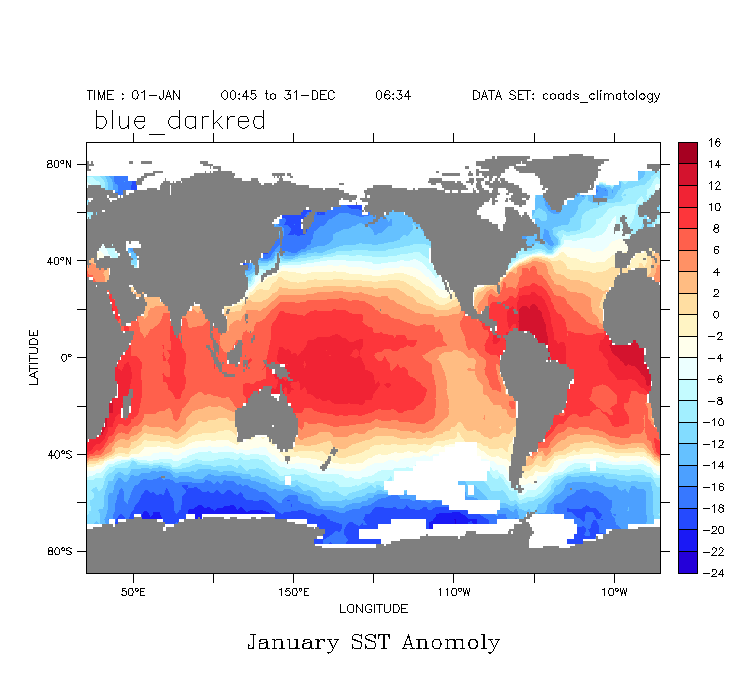 TIME : 01-JAN 00:45 to 31-DEC 06:34 DATA SET: coads_climatology
blue_darkred
16
14
12
10
8
6
4
2
0
-2
-4
-6
-8
-10
-12
-14
-16
-18
-20
-22
-24
80°N
40°N
0°
40°S
80°S
LATITUDE
50°E 150°E 110°W 10°W
LONGITUDE
January SST Anomoly